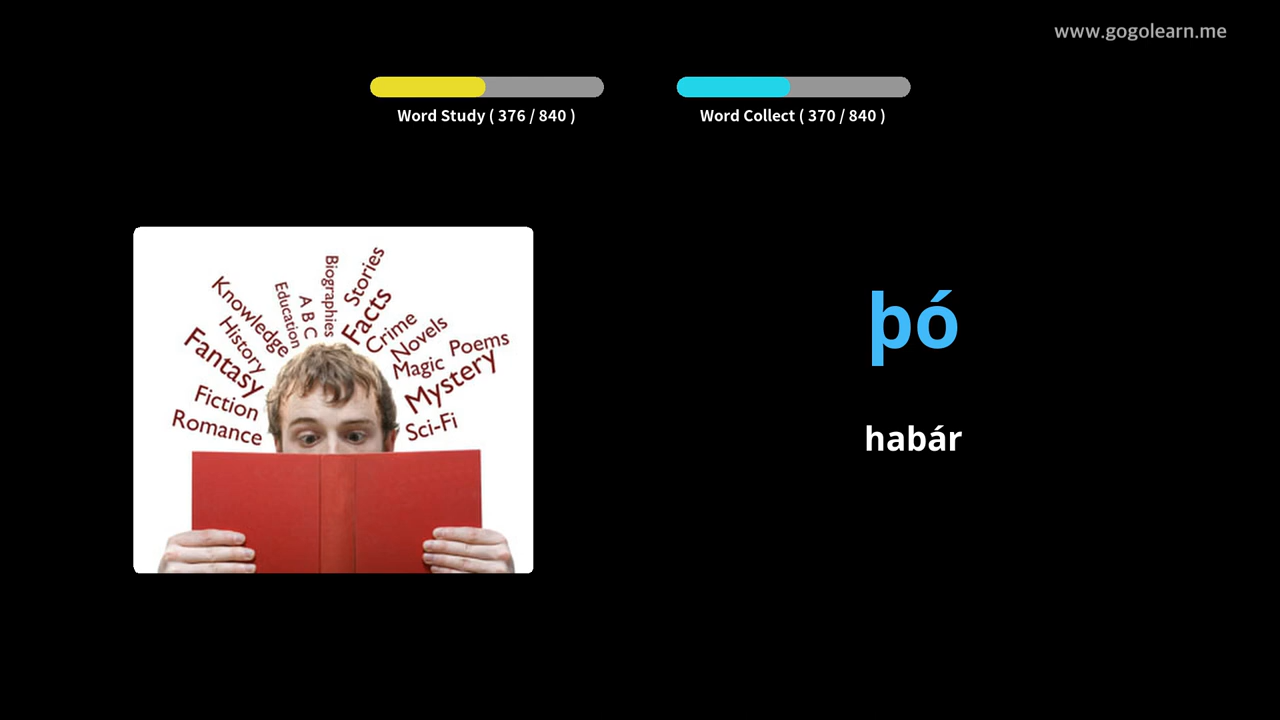 www.gogolearn.me
Word Study ( 376 / 840 )
Word Collect ( 370 / 840 )
Knowledge
History
Fantasy
Fiction
Romance
Education
A B C
Biographies
Stories
Facts
Crime
Novels
Magic
Poems
Mystery
Sci-Fi
þó
habár